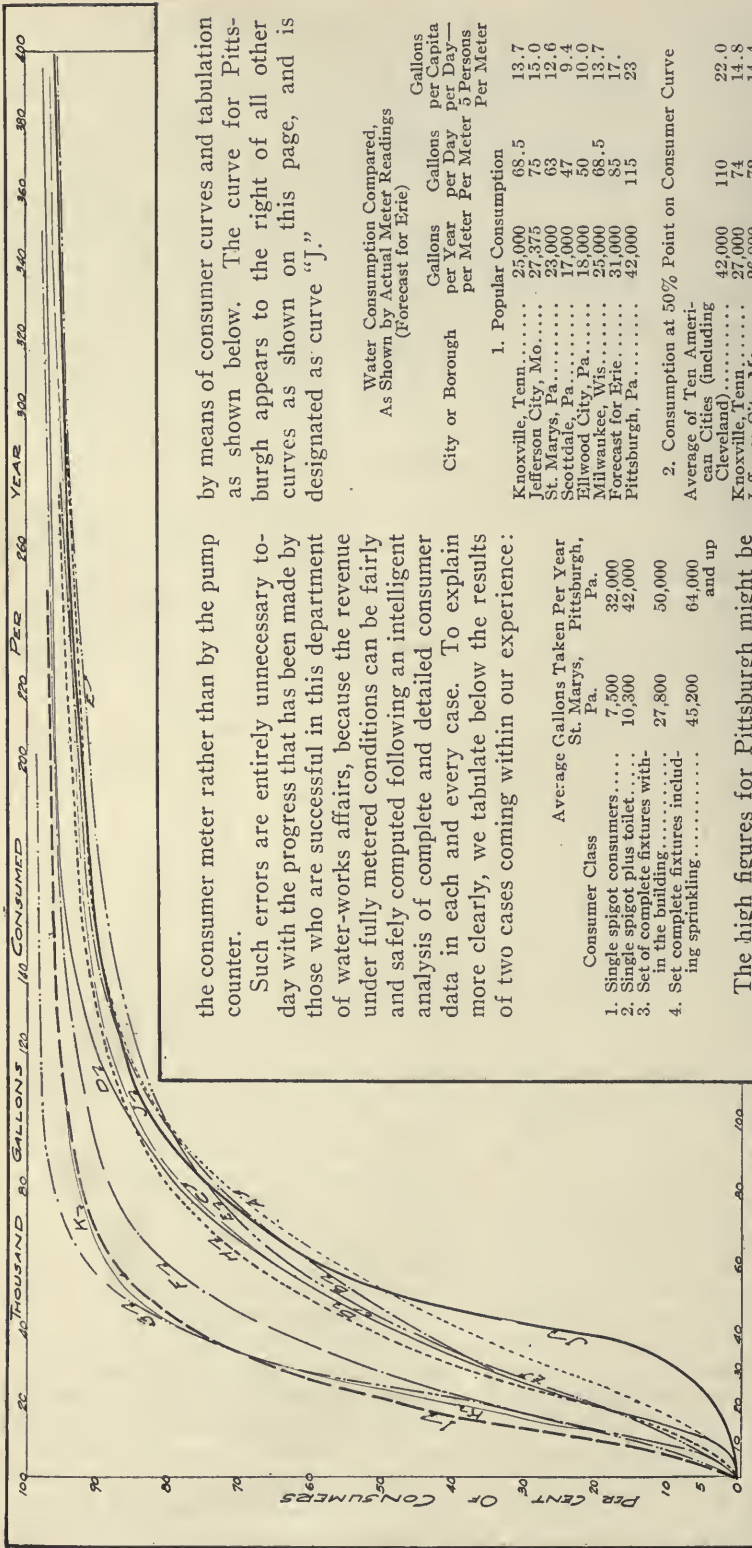 THOUSAND GALLONS CONSUMED PER YEAR
20 40 80 120 160 200 220 260 300 320 340 360 380 400
PER CENT OF CONSUMERS
100
90
80
70
60
50
40
30
20
10
5
0
10 20 30 40 60 80 100
the consumer meter rather than by the pump
counter.
Such errors are entirely unnecessary to-
day with the progress that has been made by
those who are successful in this department
of water-works affairs, because the revenue
under fully metered conditions can be fairly
and safely computed following an intelligent
analysis of complete and detailed consumer
data in each and every case. To explain
more clearly, we tabulate below the results
of two cases coming within our experience:
Average Gallons Taken Per Year
St. Marys, Pittsburgh,
Consumer Class Pa. Pa.
1. Single spigot consumers...... 7,500 32,000
2. Single spigot plus toilet....... 10,300 42,000
3. Set of complete fixtures with-
in the building............ 27,800 50,000
4. Set complete fixtures includ-
ing sprinkling.............. 45,200 64,000
and up
The high figures for Pittsburgh might be
by means of consumer curves and tabulation
as shown below. The curve for Pitts-
burgh appears to the right of all other
curves as shown on this page, and is
designated as curve “J.”
Water Consumption Compared,
As Shown by Actual Meter Readings
(Forecast for Erie)
Gallons
Gallons Gallons per Capita
per Year per Day per Day—
City or Borough per Meter Per Meter 5 Persons
Per Meter
1. Popular Consumption
Knoxville, Tenn....... 25,000 68.5 13.7
Jefferson City, Mo..... 27,375 75 15.0
St. Marys, Pa......... 23,000 63 12.6
Scottdale, Pa......... 17,000 47 9.4
Ellwood City, Pa...... 18,000 50 10.0
Milwaukee, Wis....... 25,000 68.5 13.7
Forecast for Erie...... 31,000 85 17.
Pittsburgh, Pa........ 42,000 115 23
2. Consumption at 50% Point on Consumer Curve
Average of Ten Ameri-
can Cities (including
Cleveland)........... 42,000 110 22.0
Knoxville, Tenn....... 27,000 74 14.8